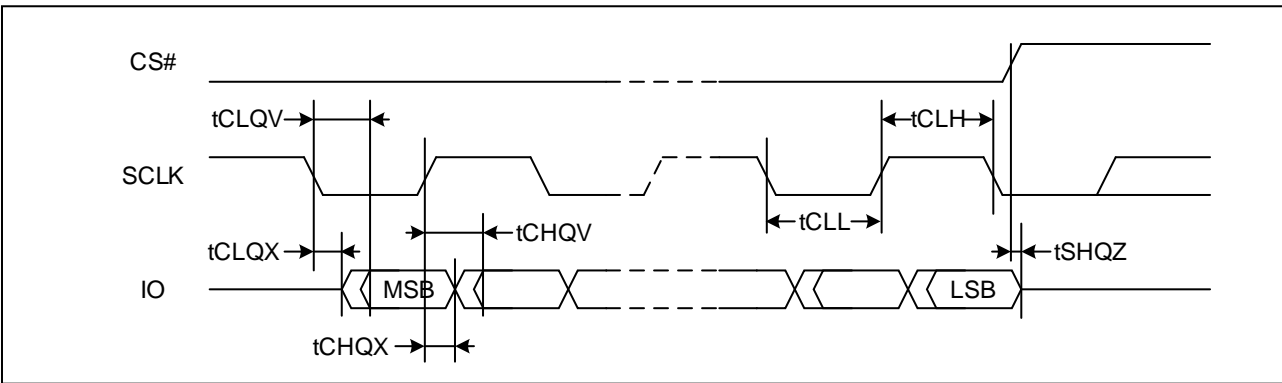 CS#
tCLQV
tCLH
SCLK
tCLL
tCHQV
tCLQX
tSHQZ
IO
MSB
LSB
tCHQX